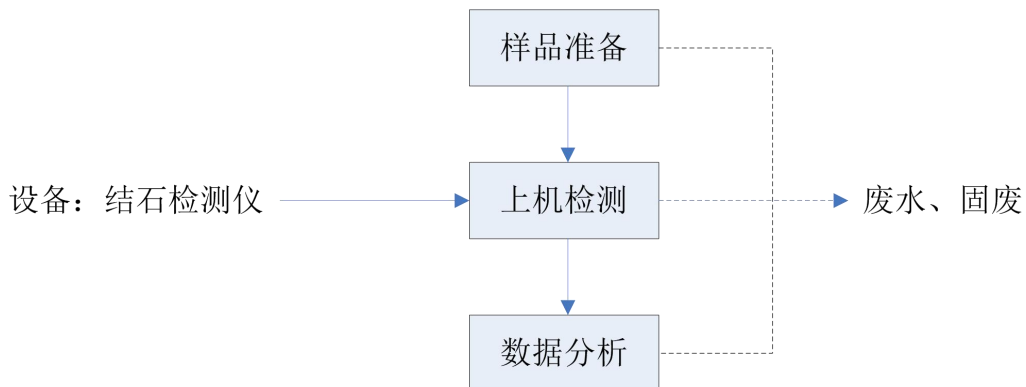 样品准备
设备：结石检测仪
上机检测
废水、固废
数据分析